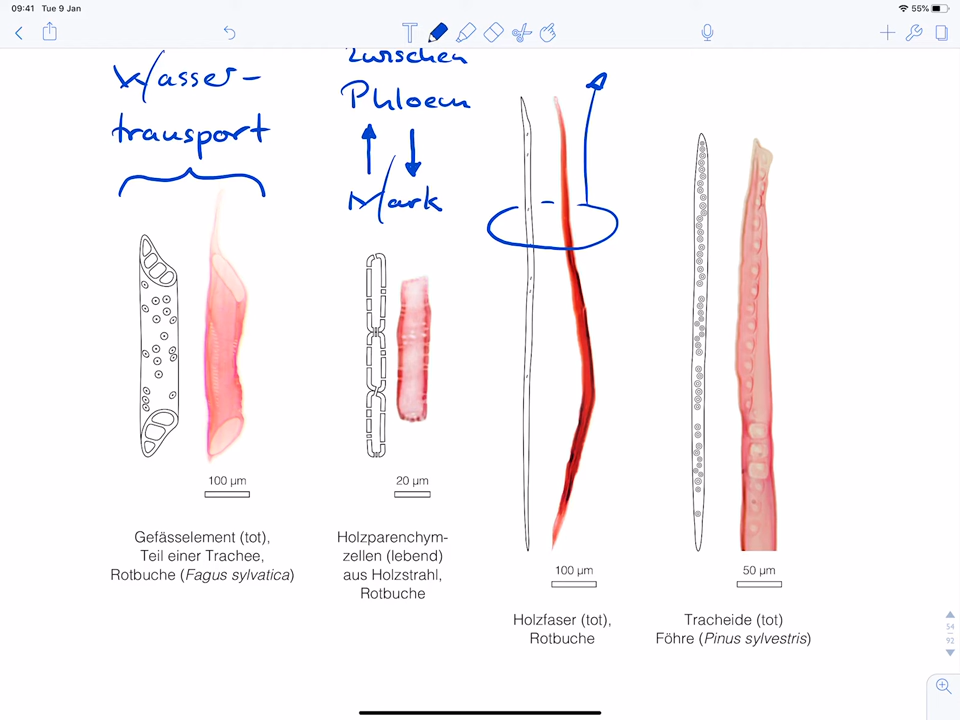 09:41 Tue 9 Jan
55%
T
Wasser-
transport
zwischen
Phloem
Mark
100 µm
Gefässelement (tot),
Teil einer Trachee,
Rotbuche (Fagus sylvatica)
20 µm
Holzparenchym-
zellen (lebend)
aus Holzstrahl,
Rotbuche
100 µm
Holzfaser (tot),
Rotbuche
50 µm
Tracheide (tot)
Föhre (Pinus sylvestris)
54
92